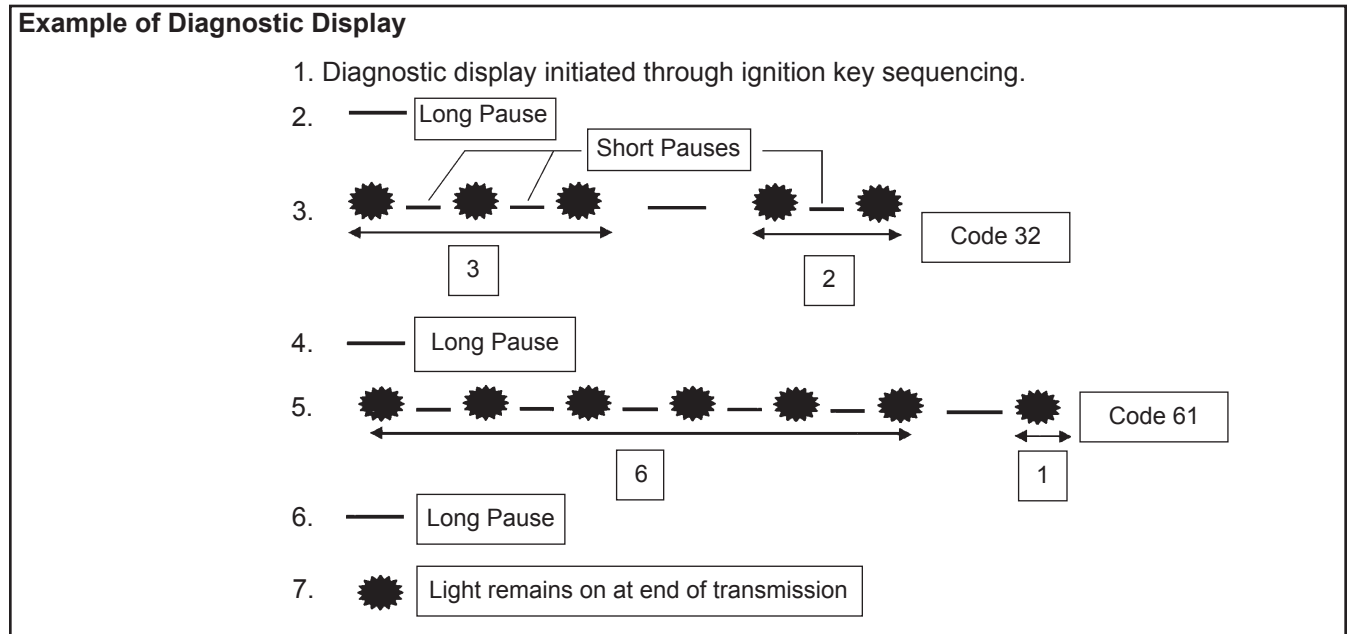 Example of Diagnostic Display
1. Diagnostic display initiated through ignition key sequencing.
2. Long Pause
Short Pauses
3.
Code 32
3
2
4. Long Pause
5.
Code 61
6
1
6. Long Pause
7. Light remains on at end of transmission